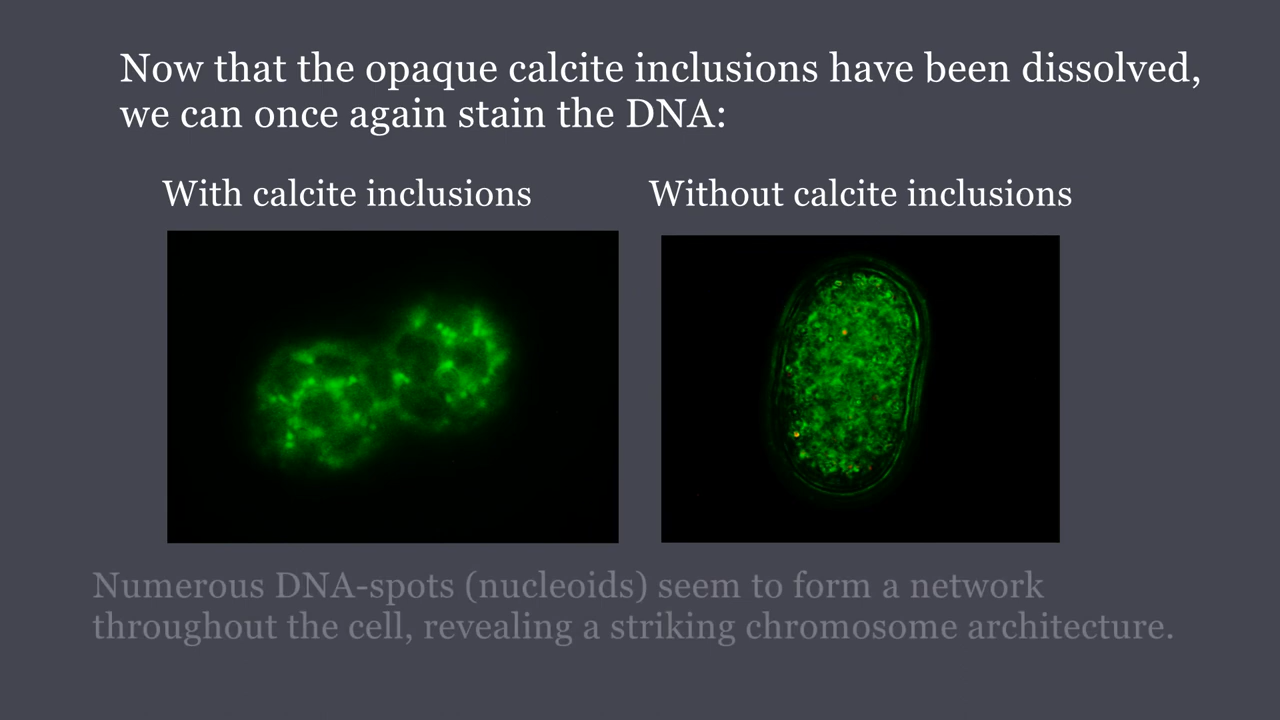 Now that the opaque calcite inclusions have been dissolved,
we can once again stain the DNA:
With calcite inclusions
Without calcite inclusions
Numerous DNA-spots (nucleoids) seem to form a network
throughout the cell, revealing a striking chromosome architecture.